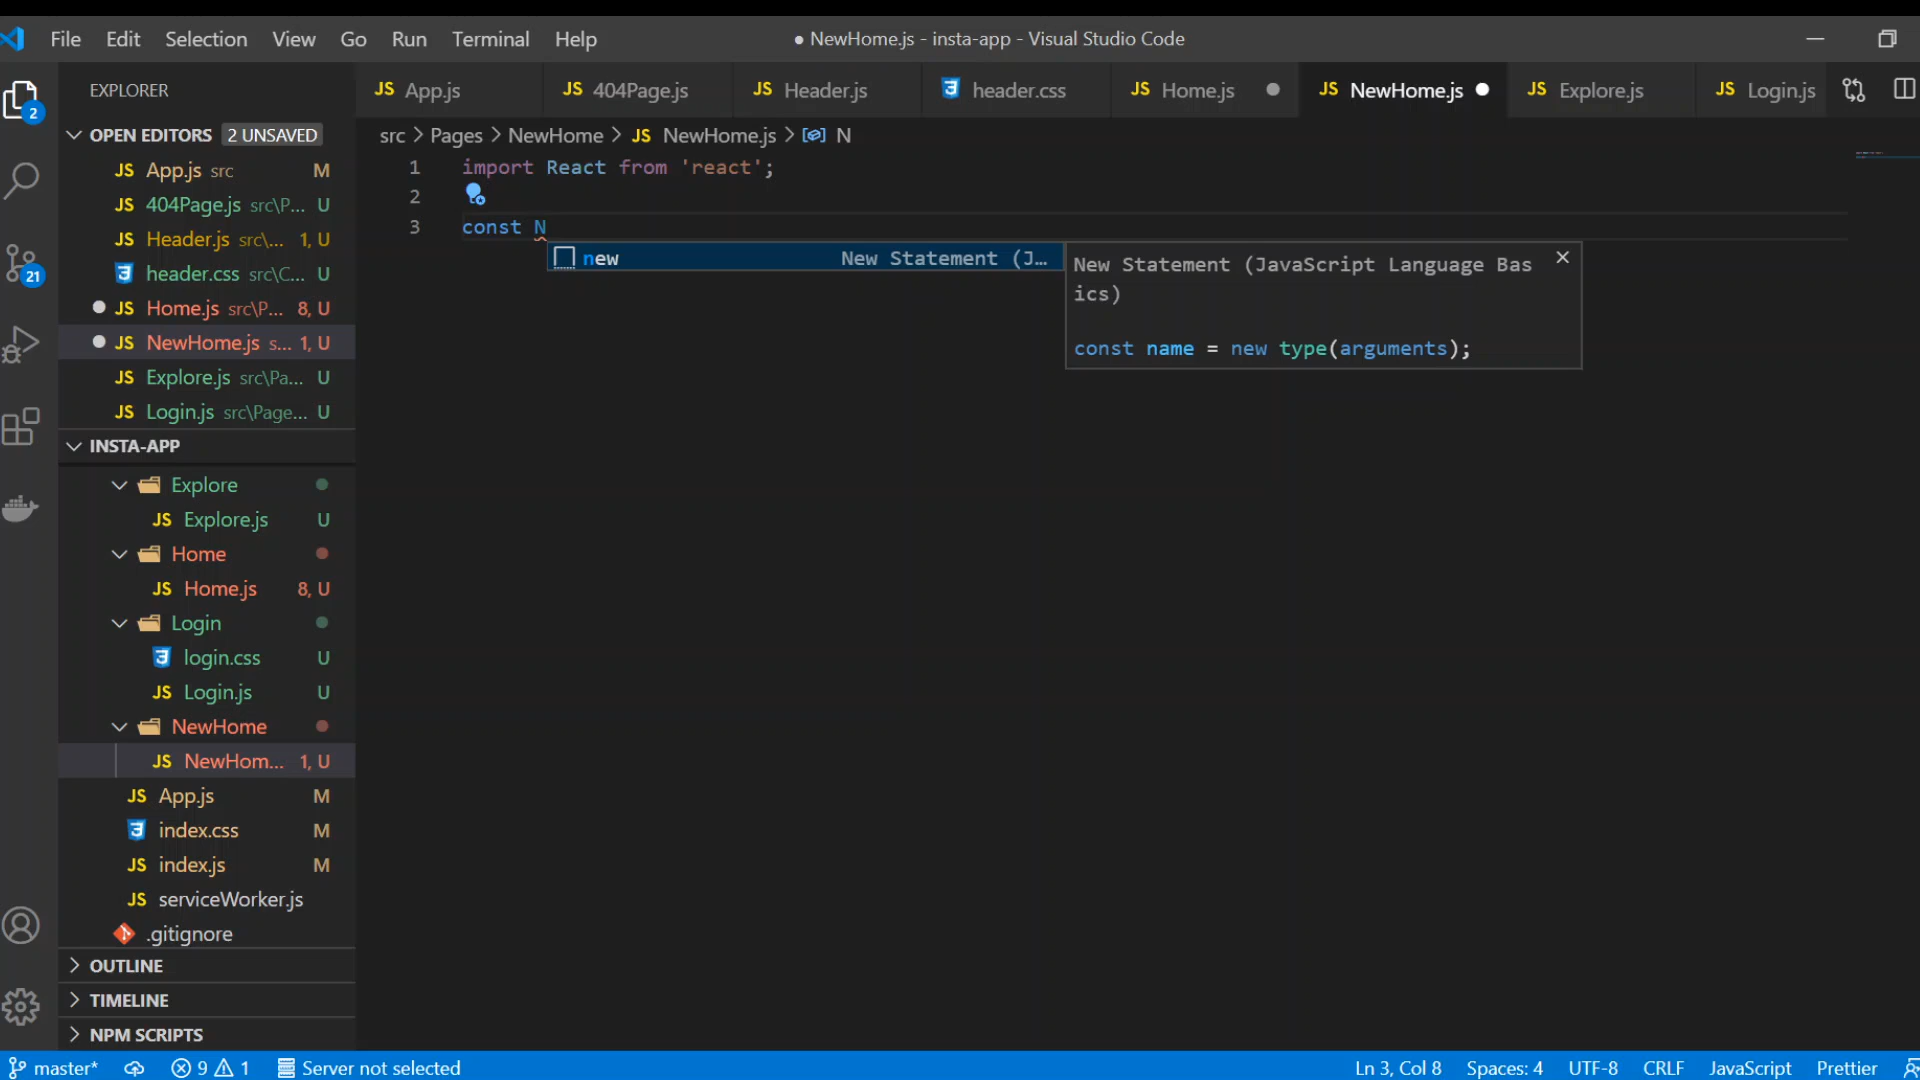 File Edit Selection View Go Run Terminal Help ● NewHome.js - insta-app - Visual Studio Code
EXPLORER
JS App.js JS 404Page.js JS Header.js header.css JS Home.js ● JS NewHome.js ● JS Explore.js JS Login.js
2
OPEN EDITORS 2 UNSAVED
src > Pages > NewHome > JS NewHome.js > N
JS App.js src M
JS 404Page.js src\P... U
JS Header.js src\... 1, U
header.css src\C... U
● JS Home.js src\P... 8, U
● JS NewHome.js s... 1, U
JS Explore.js src\Pa... U
JS Login.js src\Page... U
21
1 import React from 'react';
2
3 const N
new New Statement (J...
New Statement (JavaScript Language Bas
ics)
const name = new type(arguments);
INSTA-APP
Explore
JS Explore.js U
Home
JS Home.js 8, U
Login
login.css U
JS Login.js U
NewHome
JS NewHom... 1, U
JS App.js M
index.css M
JS index.js M
JS serviceWorker.js
.gitignore
OUTLINE
TIMELINE
NPM SCRIPTS
master* 9 1 Server not selected Ln 3, Col 8 Spaces: 4 UTF-8 CRLF JavaScript Prettier